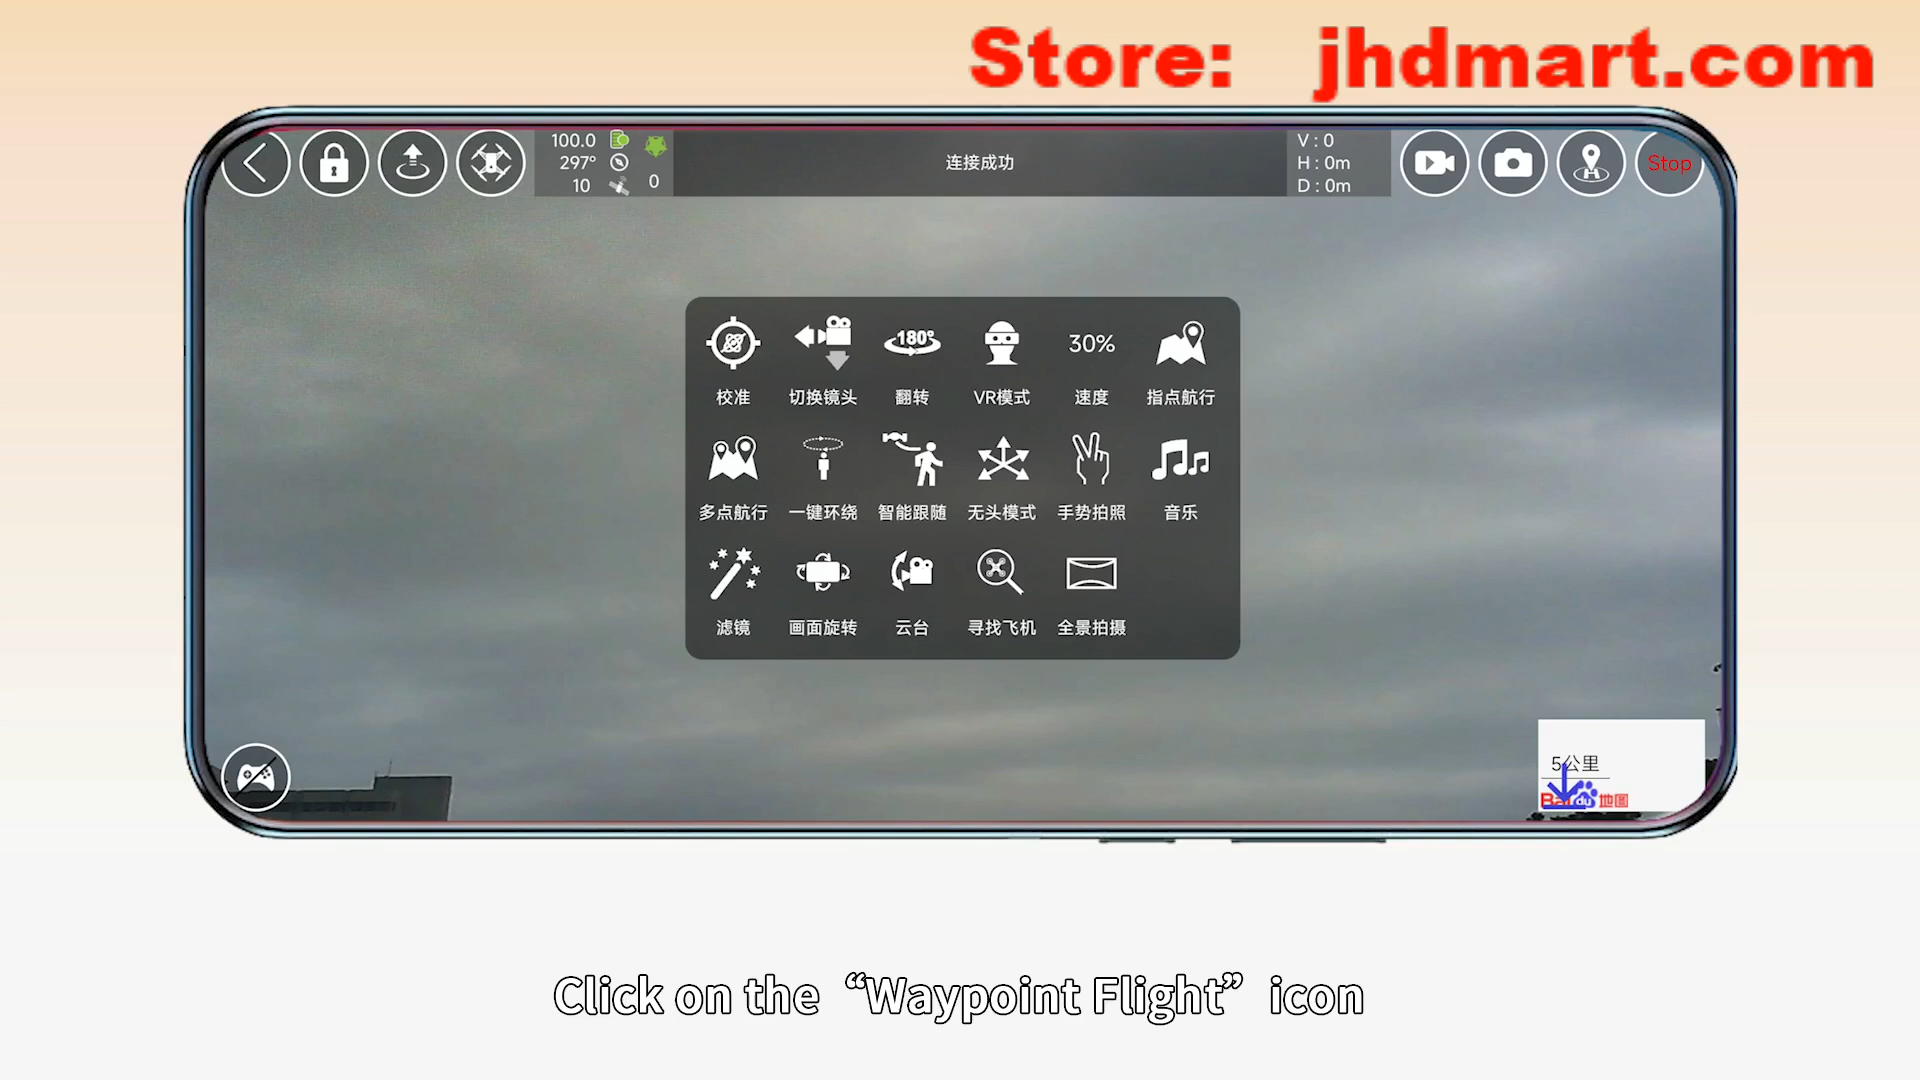 Store: jhdmart.com
100.0
297°
10
0
连接成功
V : 0
H : 0m
D : 0m
Stop
180°
30%
校准
切换镜头
翻转
VR模式
速度
指点航行
多点航行
一键环绕
智能跟随
无头模式
手势拍照
音乐
滤镜
画面旋转
云台
寻找飞机
全景拍摄
5公里
Baidu 地图
Click on the “Waypoint Flight” icon